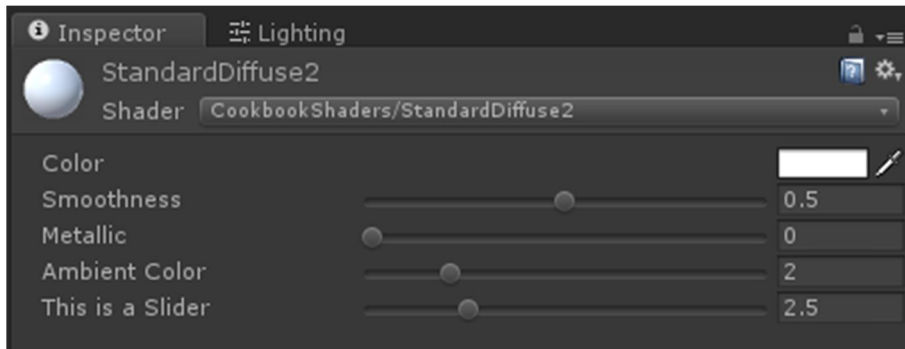 Inspector Lighting
StandardDiffuse2
Shader CookbookShaders/StandardDiffuse2
Color
Smoothness 0.5
Metallic 0
Ambient Color 2
This is a Slider 2.5